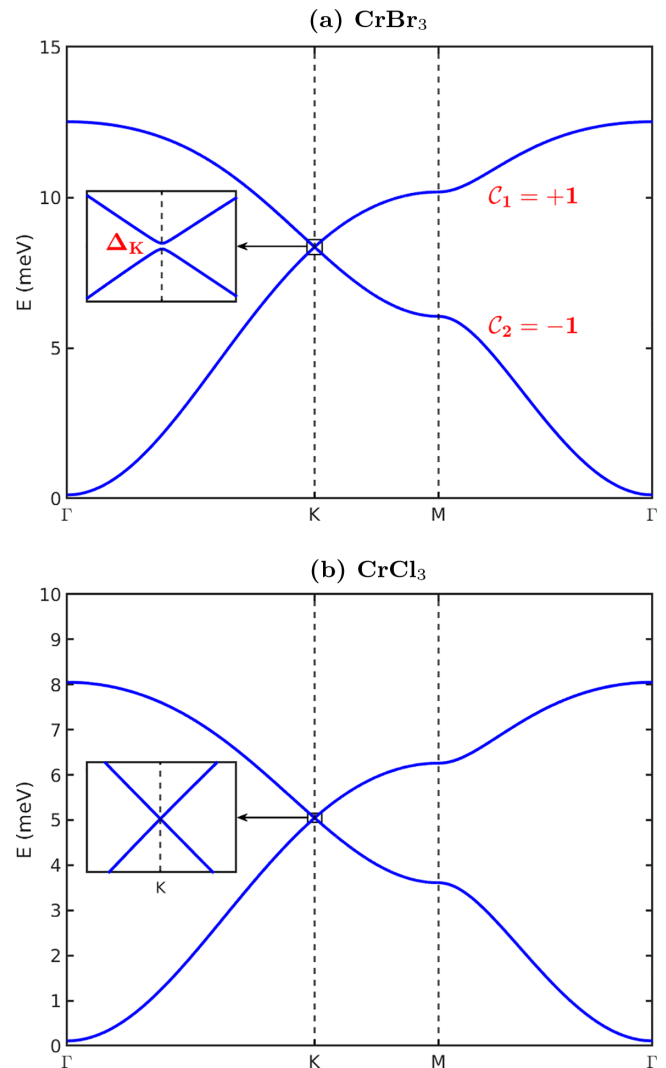 (a) CrBr₃
15
10
5
0
E (meV)
Δ_K
𝒞₁ = +1
𝒞₂ = −1
Γ K M Γ
(b) CrCl₃
10
9
8
7
6
5
4
3
2
1
0
E (meV)
K
Γ K M Γ